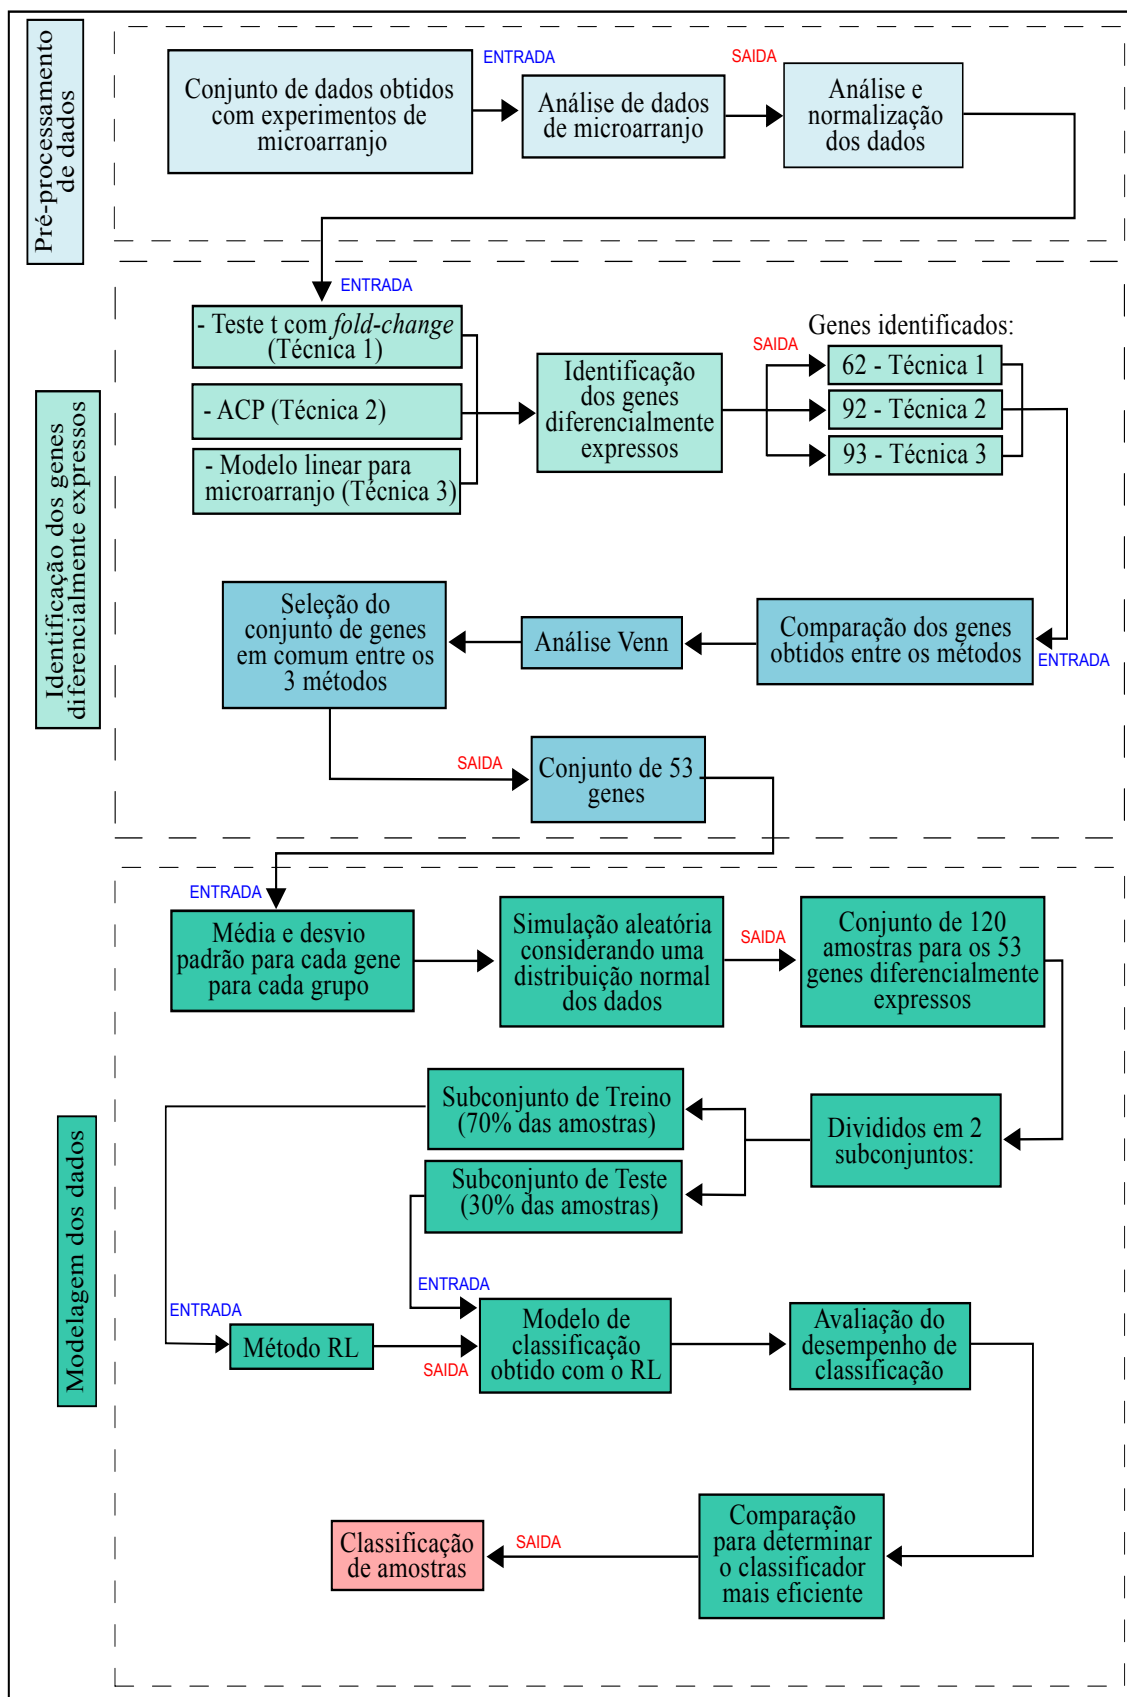 Pré-processamento
de dados
ENTRADA
SAIDA
Conjunto de dados obtidos
com experimentos de
microarranjo
Análise de dados
de microarranjo
Análise e
normalização
dos dados
Identificação dos genes
diferencialmente expressos
ENTRADA
- Teste t com fold-change
(Técnica 1)
- ACP (Técnica 2)
- Modelo linear para
microarranjo (Técnica 3)
Identificação
dos genes
diferencialmente
expressos
Genes identificados:
SAIDA
62 - Técnica 1
92 - Técnica 2
93 - Técnica 3
ENTRADA
Comparação dos genes
obtidos entre os métodos
Análise Venn
Seleção do
conjunto de genes
em comum entre os
3 métodos
SAIDA
Conjunto de 53
genes
Modelagem dos dados
ENTRADA
Média e desvio
padrão para cada gene
para cada grupo
Simulação aleatória
considerando uma
distribuição normal
dos dados
SAIDA
Conjunto de 120
amostras para os 53
genes diferencialmente
expressos
Divididos em 2
subconjuntos:
Subconjunto de Treino
(70% das amostras)
Subconjunto de Teste
(30% das amostras)
ENTRADA
ENTRADA
Método RL
SAIDA
Modelo de
classificação
obtido com o RL
Avaliação do
desempenho de
classificação
Comparação
para determinar
o classificador
mais eficiente
SAIDA
Classificação
de amostras